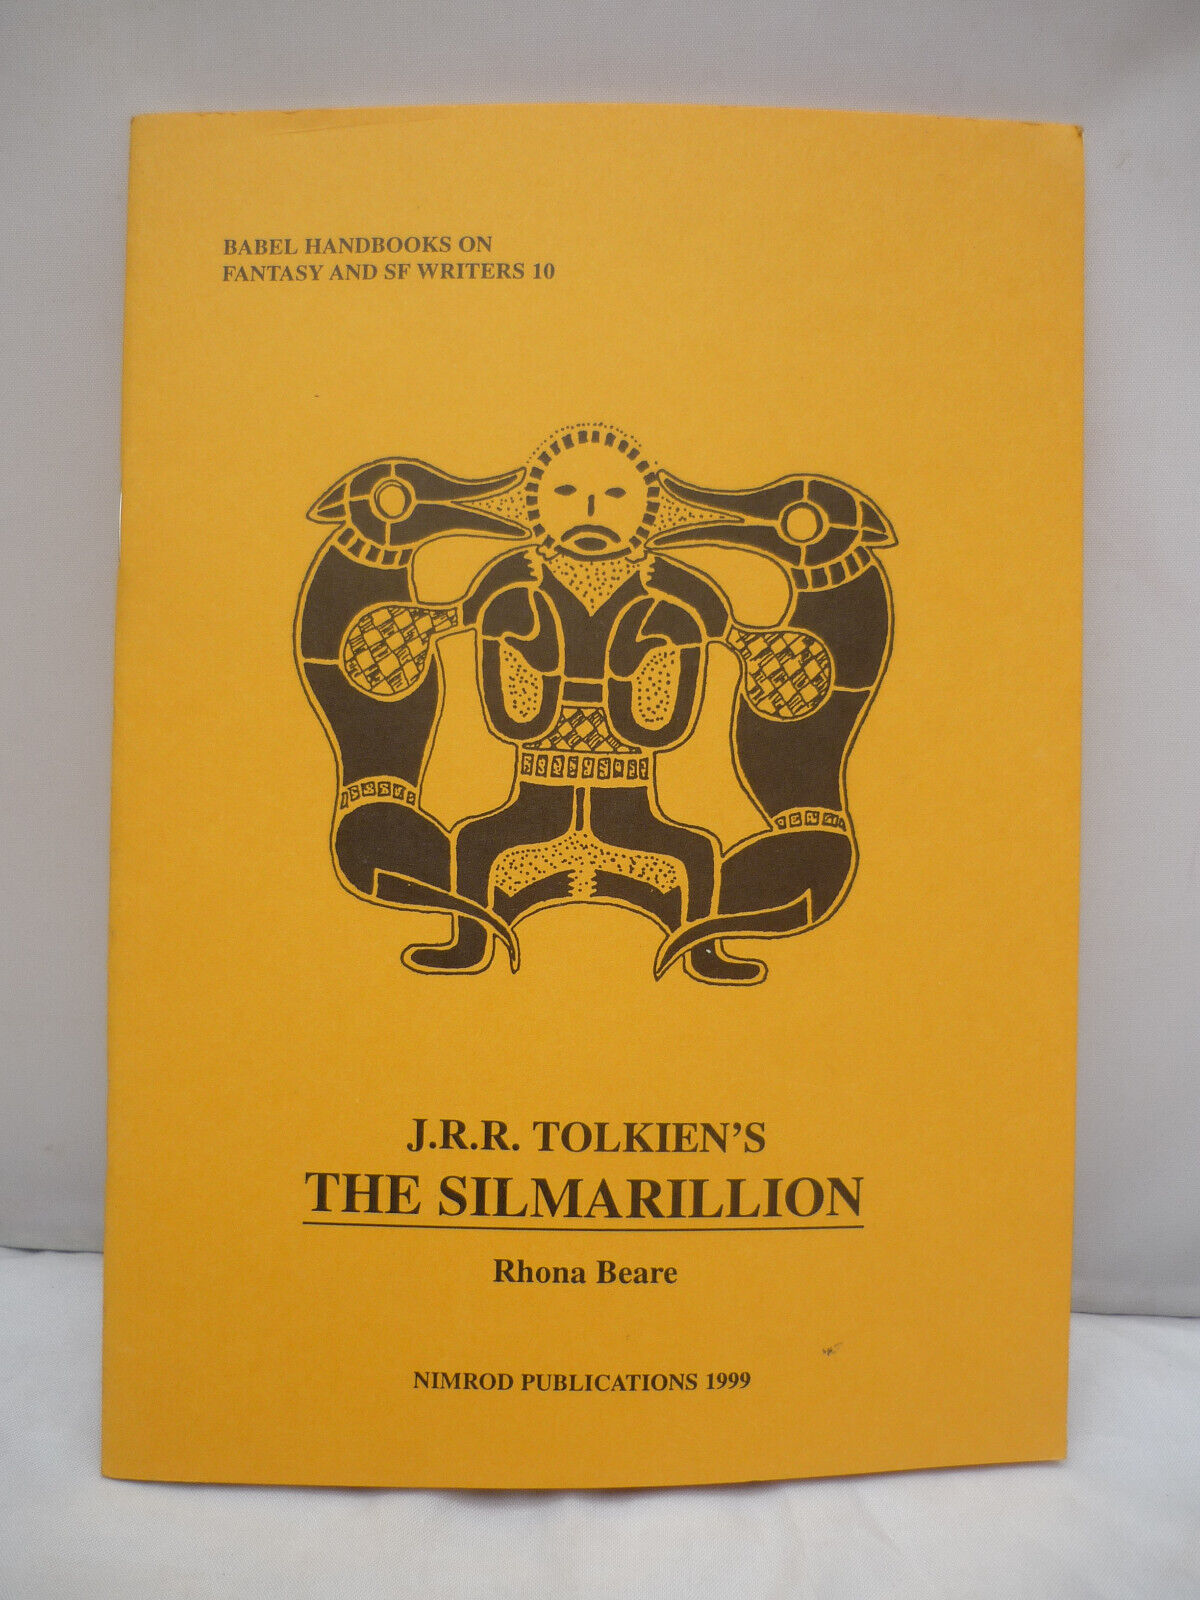 BABEL HANDBOOKS ON
FANTASY AND SF WRITERS 10
J.R.R. TOLKIEN’S
THE SILMARILLION
Rhona Beare
NIMROD PUBLICATIONS 1999